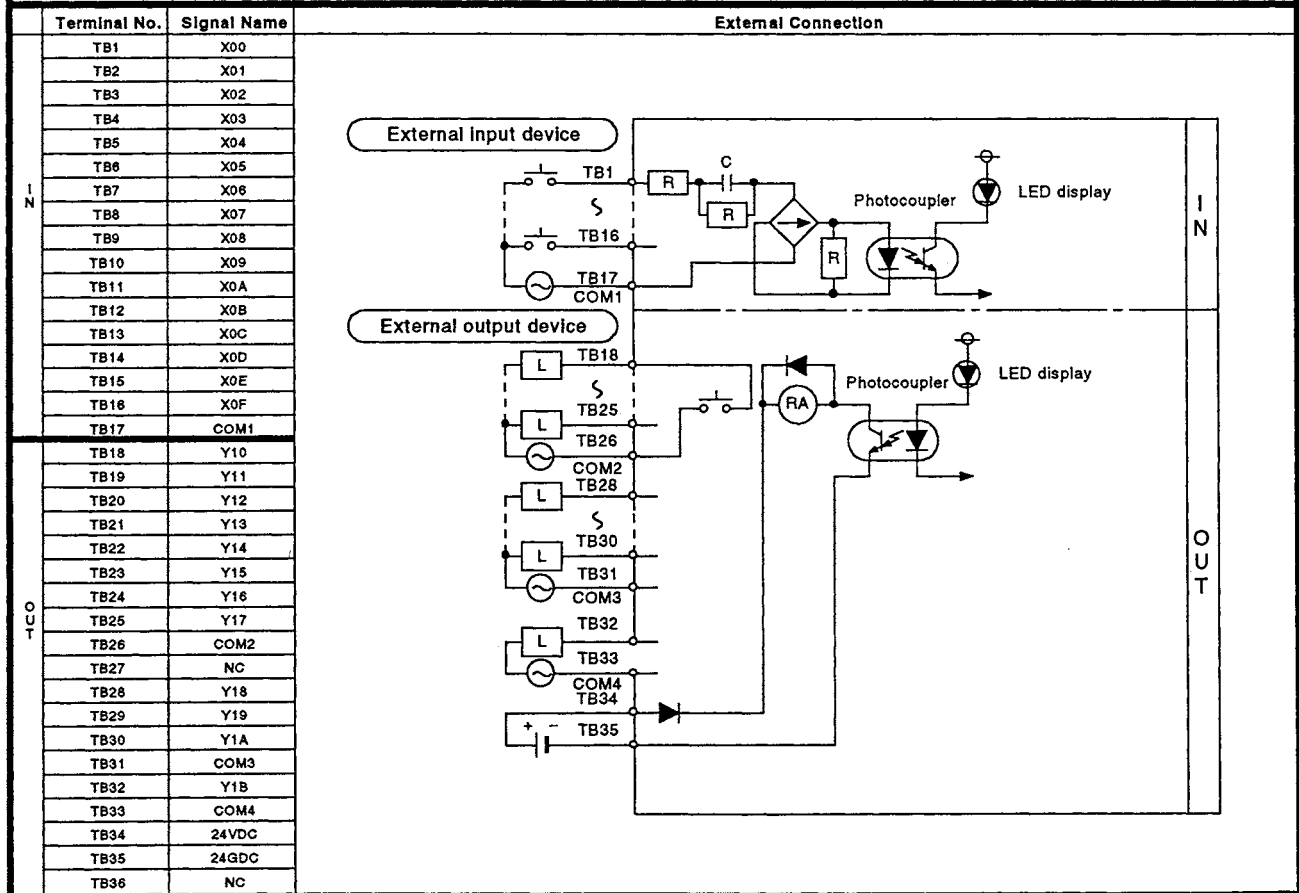 Terminal No. Signal Name External Connection
IN
TB1 X00
TB2 X01
TB3 X02
TB4 X03
TB5 X04
TB6 X05
TB7 X06
TB8 X07
TB9 X08
TB10 X09
TB11 X0A
TB12 X0B
TB13 X0C
TB14 X0D
TB15 X0E
TB16 X0F
TB17 COM1
OUT
TB18 Y10
TB19 Y11
TB20 Y12
TB21 Y13
TB22 Y14
TB23 Y15
TB24 Y16
TB25 Y17
TB26 COM2
TB27 NC
TB28 Y18
TB29 Y19
TB30 Y1A
TB31 COM3
TB32 Y1B
TB33 COM4
TB34 24VDC
TB35 24GDC
TB36 NC
External input device
TB1
R
C
R
Photocoupler
LED display
IN
TB16
R
TB17
COM1
External output device
L
TB18
RA
Photocoupler
LED display
L
TB25
TB26
COM2
L
TB28
L
TB30
TB31
COM3
L
TB32
TB33
COM4
TB34
+ −
TB35
OUT